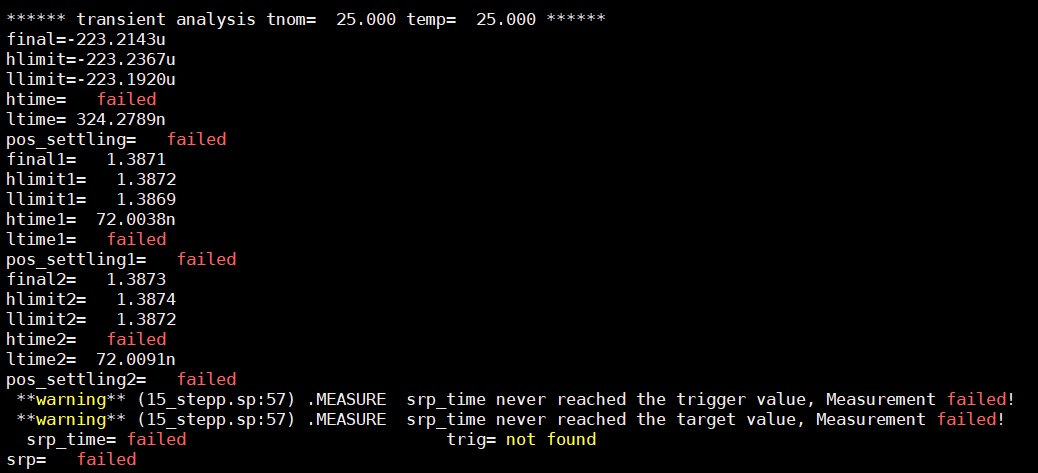 ****** transient analysis tnom=  25.000 temp=  25.000 ******
final=-223.2143u
hlimit=-223.2367u
llimit=-223.1920u
htime=   failed
ltime= 324.2789n
pos_settling=   failed
final1=   1.3871
hlimit1=   1.3872
llimit1=   1.3869
htime1=  72.0038n
ltime1=   failed
pos_settling1=   failed
final2=   1.3873
hlimit2=   1.3874
llimit2=   1.3872
htime2=   failed
ltime2=  72.0091n
pos_settling2=   failed
 **warning** (15_stepp.sp:57) .MEASURE  srp_time never reached the trigger value, Measurement failed!
 **warning** (15_stepp.sp:57) .MEASURE  srp_time never reached the target value, Measurement failed!
  srp_time= failed                          trig= not found
srp=   failed